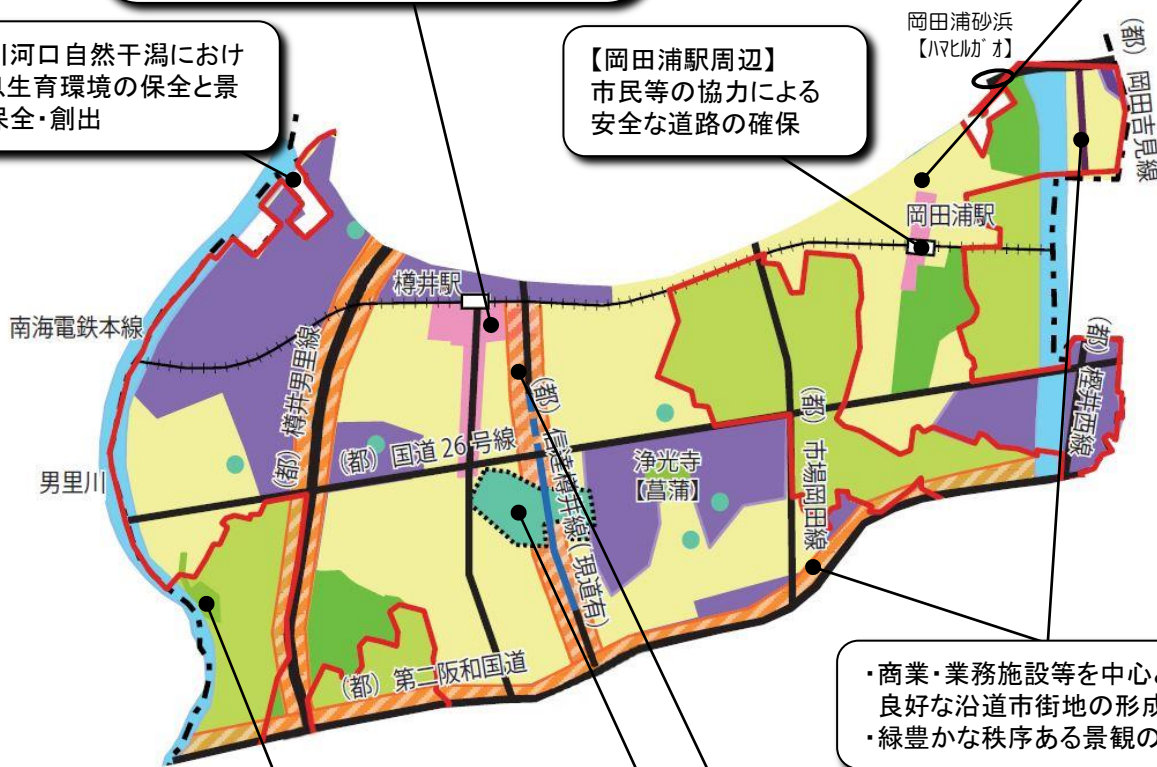 岡田浦砂浜
【ハマヒルガオ】
(都) 岡田吉見線
川河口自然干潟におけ
生育環境の保全と景
保全・創出
【岡田浦駅周辺】
市民等の協力による
安全な道路の確保
岡田浦駅
樽井駅
南海電鉄本線
(都) 樽井男里線
(都) 国道26号線
(都) 信達樽井線(現道有)
浄光寺
【菖蒲】
(都) 市場岡田線
(都) 樫井西線
男里川
(都) 第二阪和国道
・商業・業務施設等を中心
良好な沿道市街地の形成
・緑豊かな秩序ある景観の